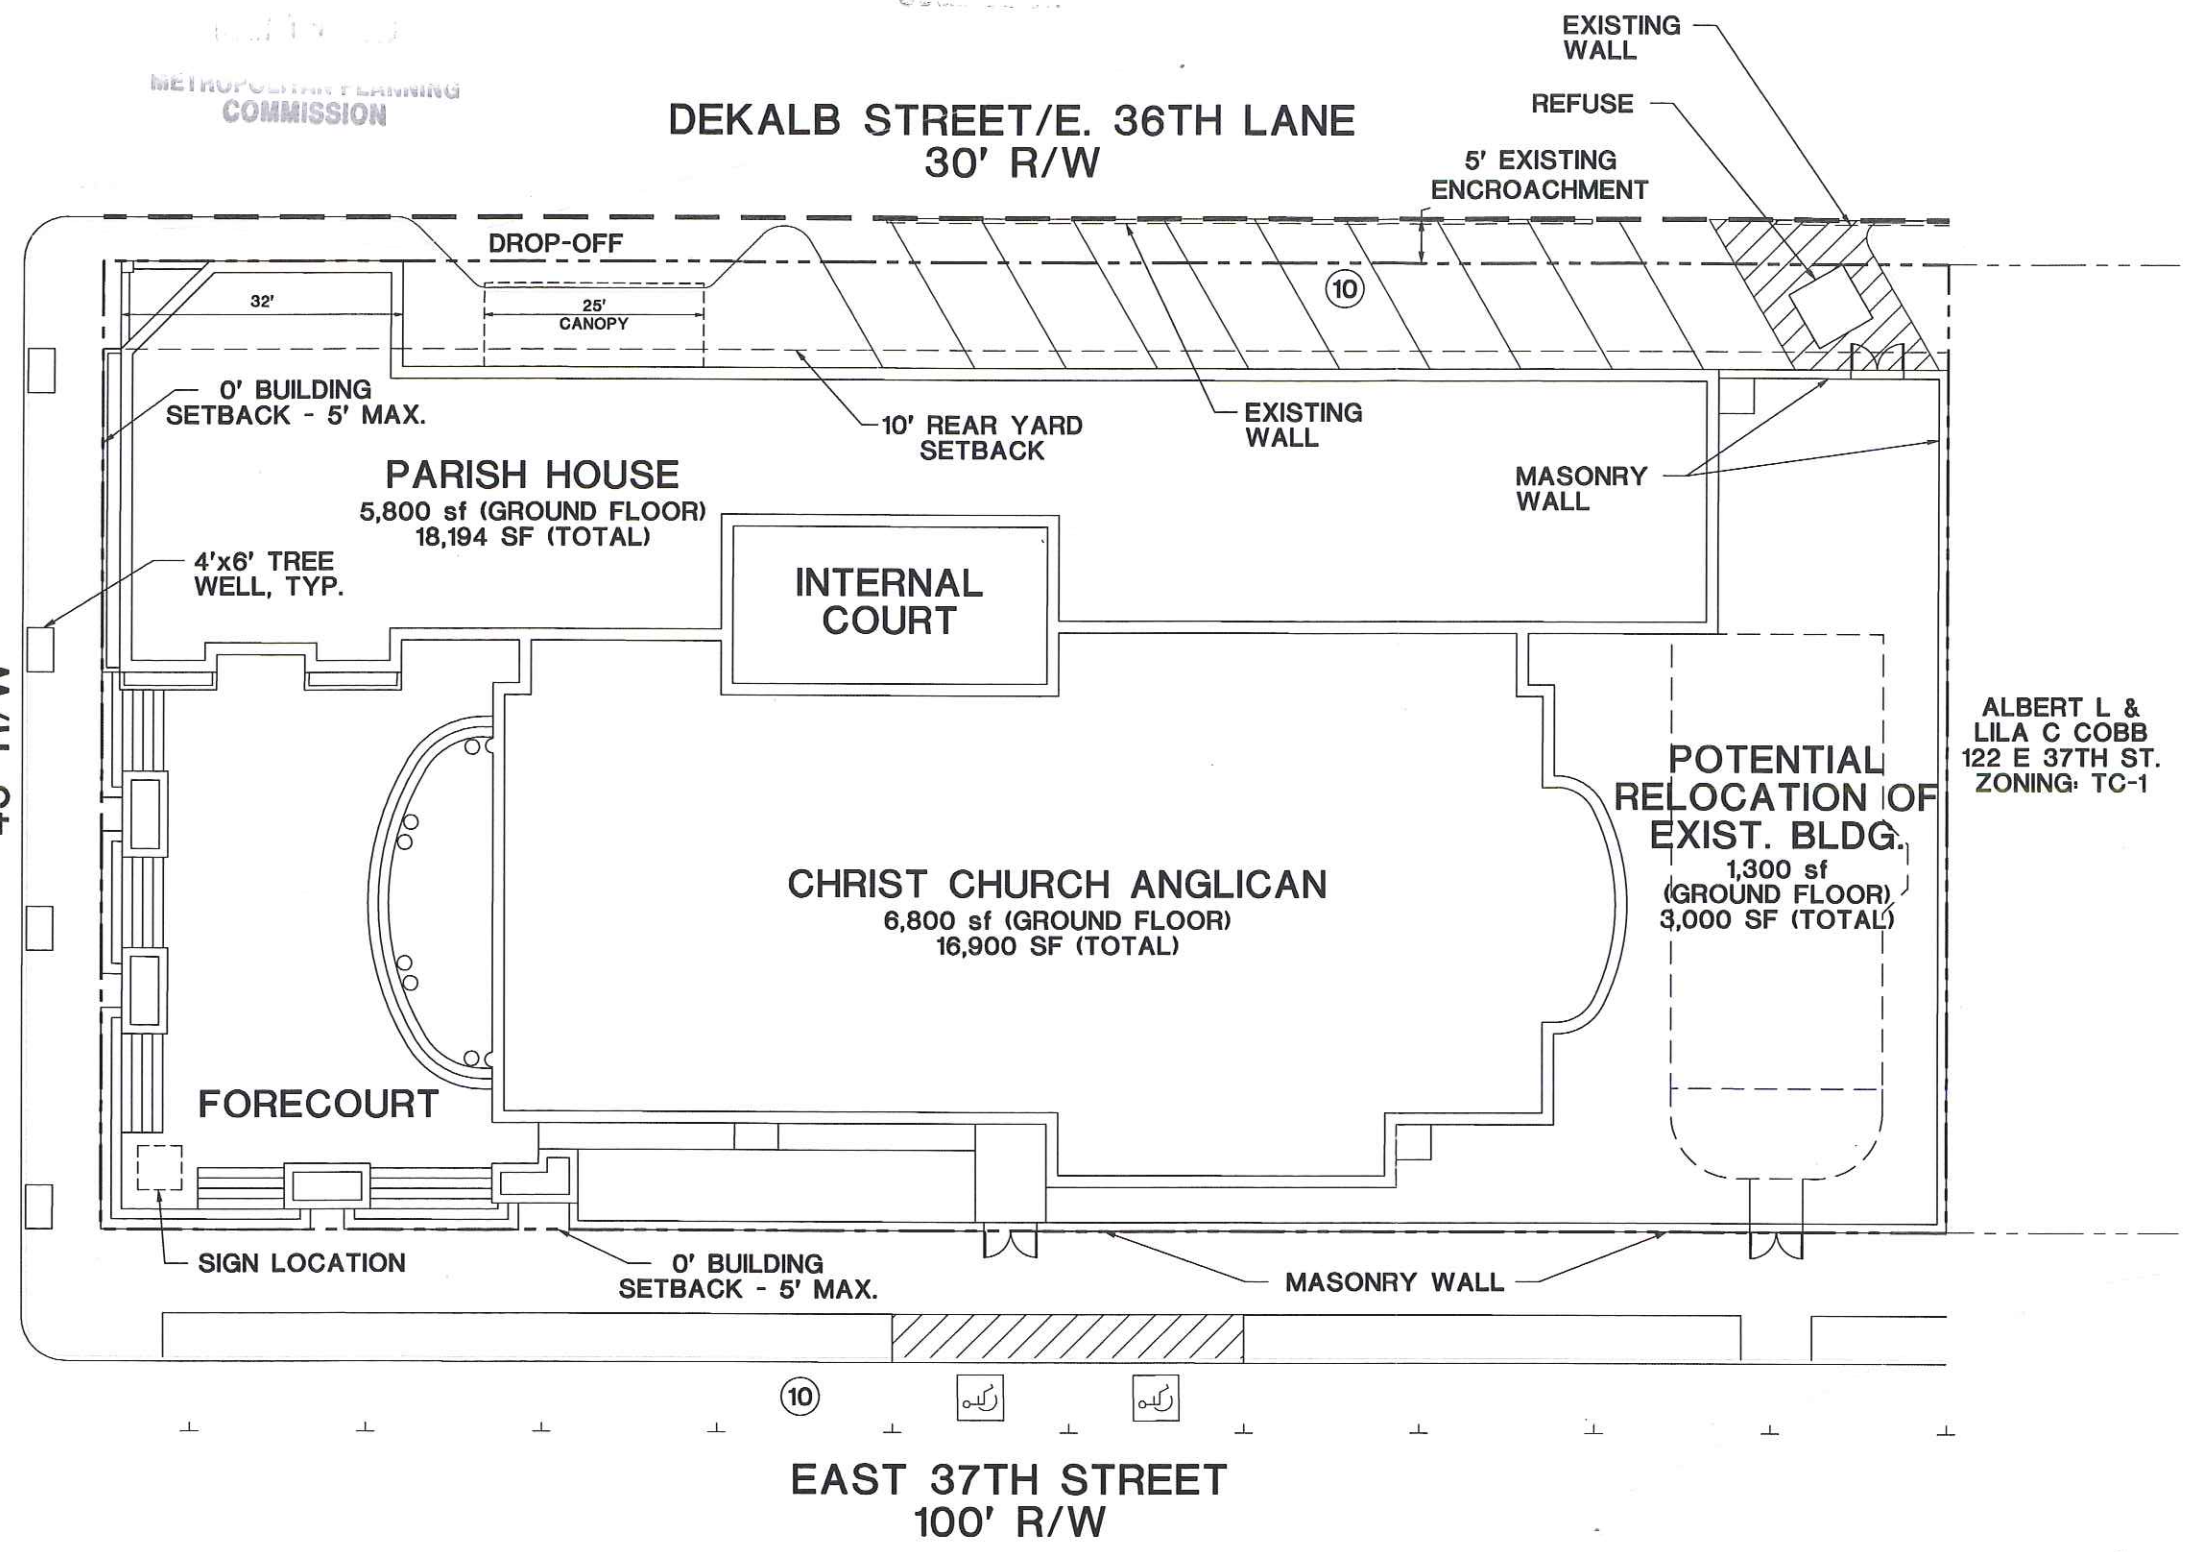 METROPOLITAN PLANNING
COMMISSION
DEKALB STREET/E. 36TH LANE
30' R/W
EXISTING
WALL
REFUSE
5' EXISTING
ENCROACHMENT
DROP-OFF
32'
25'
CANOPY
10
0' BUILDING
SETBACK - 5' MAX.
10' REAR YARD
SETBACK
EXISTING
WALL
MASONRY
WALL
PARISH HOUSE
5,800 sf (GROUND FLOOR)
18,194 SF (TOTAL)
4'x6' TREE
WELL, TYP.
INTERNAL
COURT
R/W
ALBERT L &
LILA C COBB
122 E 37TH ST.
ZONING: TC-1
POTENTIAL
RELOCATION OF
EXIST. BLDG.
1,300 sf
(GROUND FLOOR)
3,000 SF (TOTAL)
CHRIST CHURCH ANGLICAN
6,800 sf (GROUND FLOOR)
16,900 SF (TOTAL)
FORECOURT
SIGN LOCATION
0' BUILDING
SETBACK - 5' MAX.
MASONRY WALL
10
EAST 37TH STREET
100' R/W